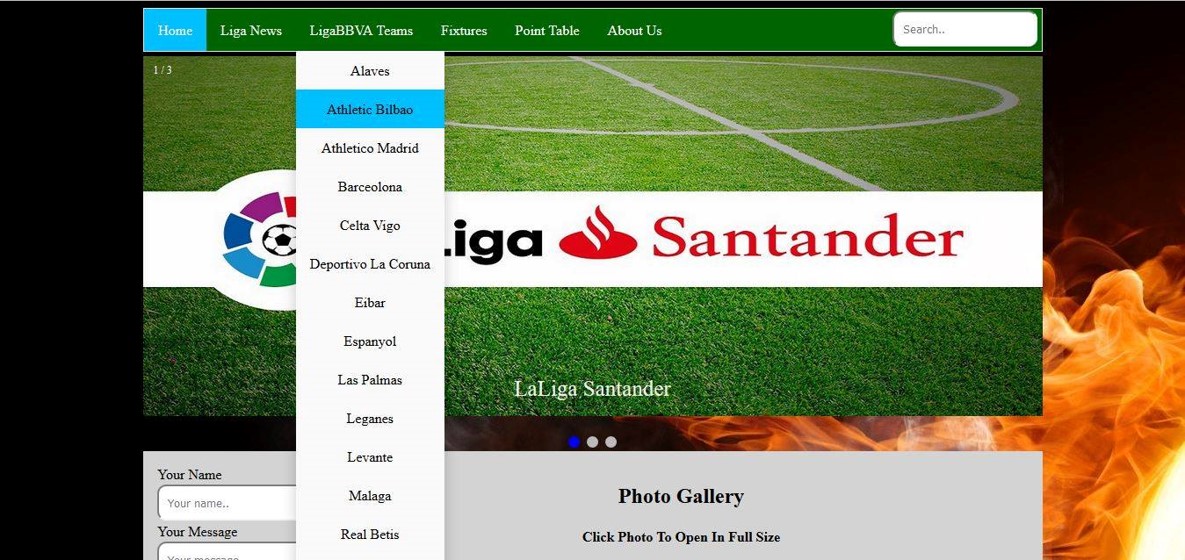 Home Liga News LigaBBVA Teams Fixtures Point Table About Us Search..
1 / 3
Alaves
Athletic Bilbao
Athletico Madrid
Barceolona
Celta Vigo
Deportivo La Coruna
Eibar
Espanyol
Las Palmas
Leganes
Levante
Malaga
Real Betis
Liga Santander
LaLiga Santander
Your Name
Your name..
Your Message
Your message..
Photo Gallery
Click Photo To Open In Full Size